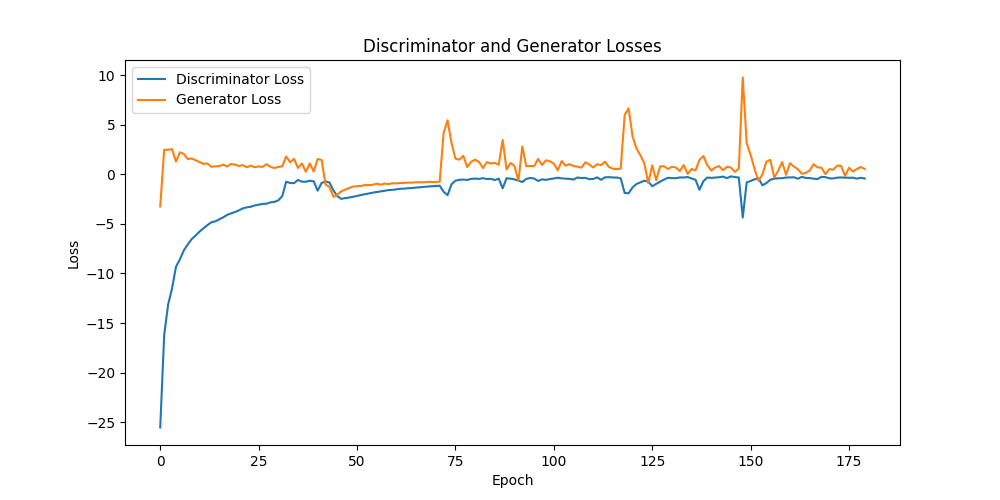 Discriminator and Generator Losses
Discriminator Loss
Generator Loss
10
5
0
−5
−10
−15
−20
−25
Loss
0 25 50 75 100 125 150 175
Epoch